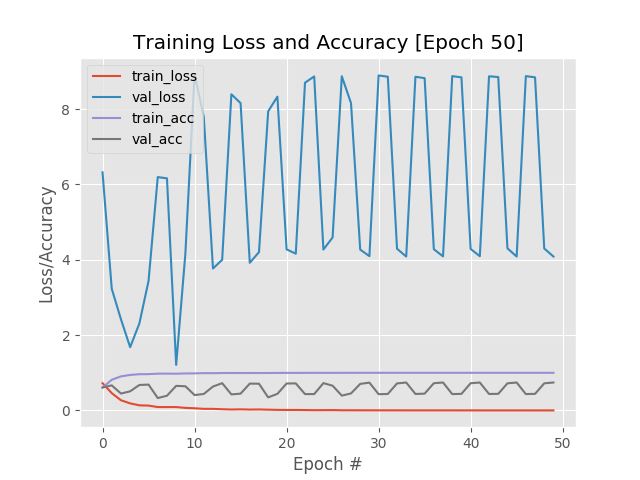 Training Loss and Accuracy [Epoch 50]
train_loss
val_loss
train_acc
val_acc
Loss/Accuracy
8
6
4
2
0
0
10
20
30
40
50
Epoch #